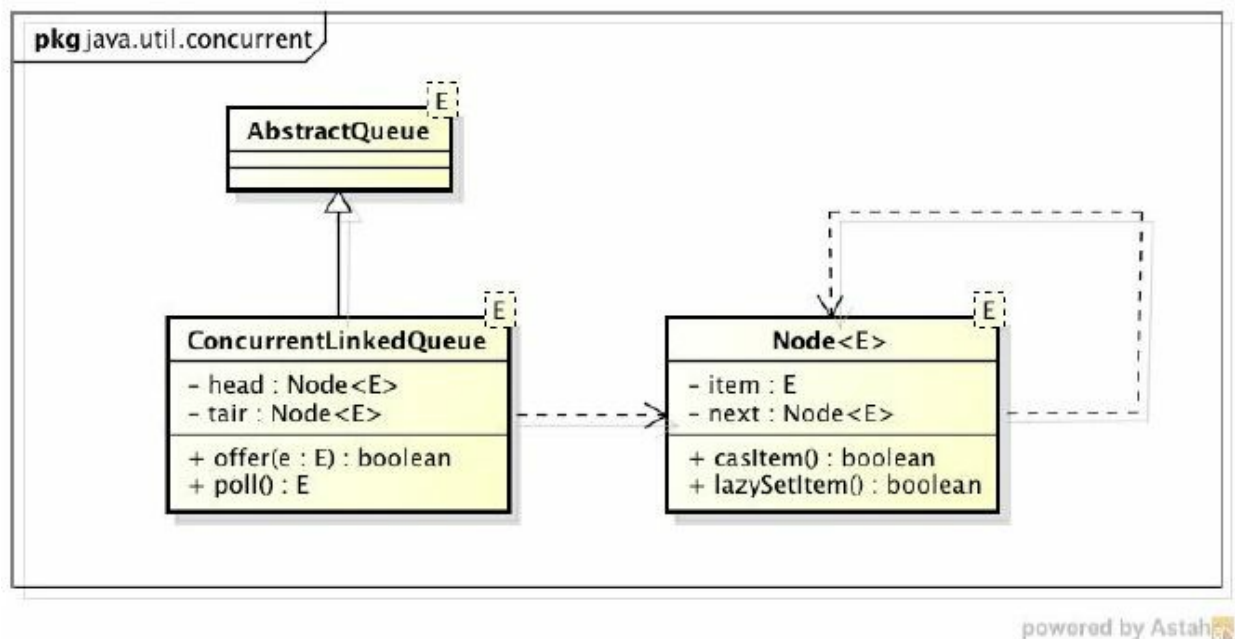 pkg java.util.concurrent
E
AbstractQueue
E
ConcurrentLinkedQueue
- head : Node<E>
- tair : Node<E>
+ offer(e : E) : boolean
+ poll() : E
E
Node<E>
- item : E
- next : Node<E>
+ casItem() : boolean
+ lazySetItem() : boolean
powered by Astah